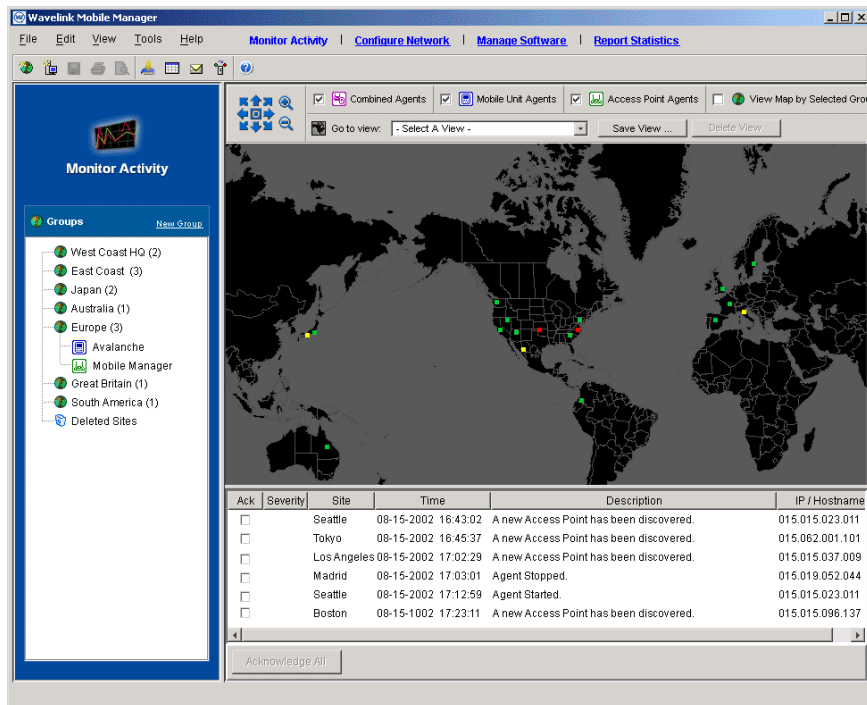 Wavelink Mobile Manager
File Edit View Tools Help Monitor Activity | Configure Network | Manage Software | Report Statistics
Combined Agents Mobile Unit Agents Access Point Agents View Map by Selected Gro
Go to view: - Select A View - Save View ... Delete View
Monitor Activity
Groups New Group
West Coast HQ (2)
East Coast (3)
Japan (2)
Australia (1)
Europe (3)
Avalanche
Mobile Manager
Great Britain (1)
South America (1)
Deleted Sites
Ack Severity Site Time Description IP / Hostname
Seattle 08-15-2002 16:43:02 A new Access Point has been discovered. 015.015.023.011
Tokyo 08-15-2002 16:45:37 A new Access Point has been discovered. 015.062.001.101
Los Angeles 08-15-2002 17:02:29 A new Access Point has been discovered. 015.015.037.009
Madrid 08-15-2002 17:03:01 Agent Stopped. 015.019.052.044
Seattle 08-15-2002 17:12:59 Agent Started. 015.015.023.011
Boston 08-15-1002 17:23:11 A new Access Point has been discovered. 015.015.096.137
Acknowledge All